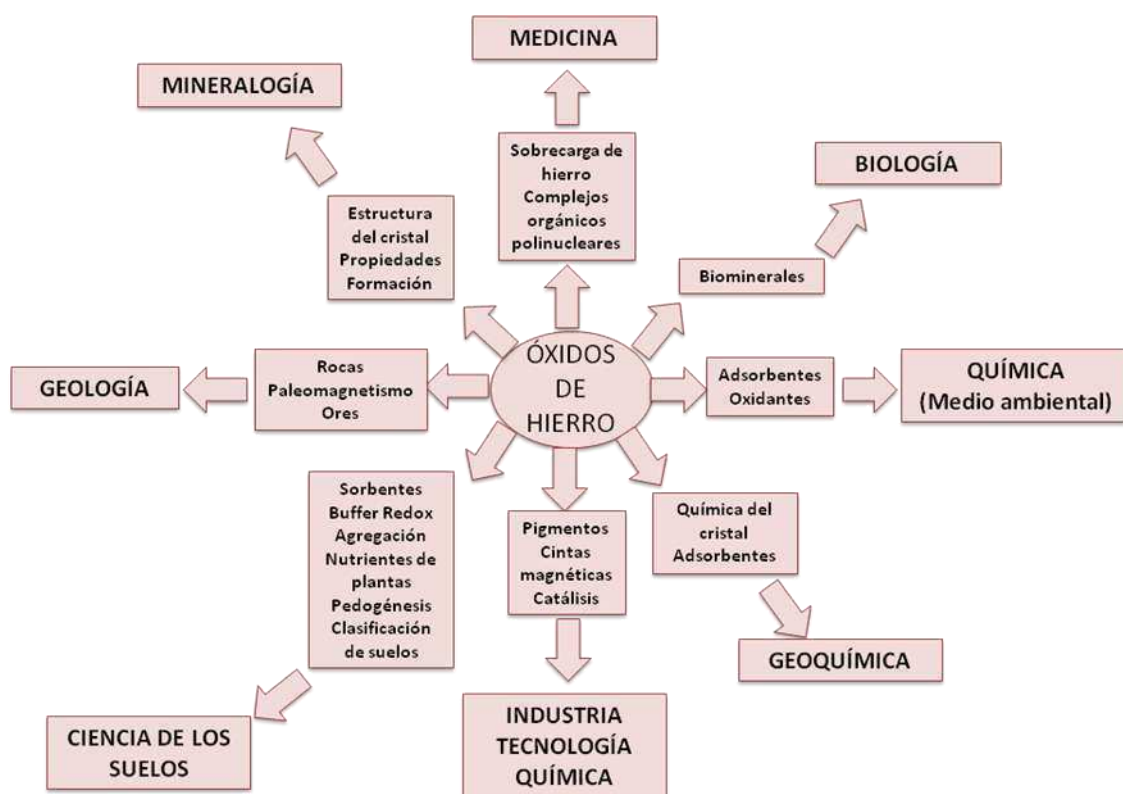 MEDICINA
MINERALOGÍA
BIOLOGÍA
Sobrecarga de
hierro
Complejos
orgánicos
polinucleares
Estructura
del cristal
Propiedades
Formación
Biominerales
ÓXIDOS
DE
HIERRO
GEOLOGÍA
Rocas
Paleomagnetismo
Ores
Adsorbentes
Oxidantes
QUÍMICA
(Medio ambiental)
Sorbentes
Buffer Redox
Agregación
Nutrientes de
plantas
Pedogénesis
Clasificación
de suelos
Pigmentos
Cintas
magnéticas
Catálisis
Química del
cristal
Adsorbentes
GEOQUÍMICA
CIENCIA DE LOS
SUELOS
INDUSTRIA
TECNOLOGÍA
QUÍMICA